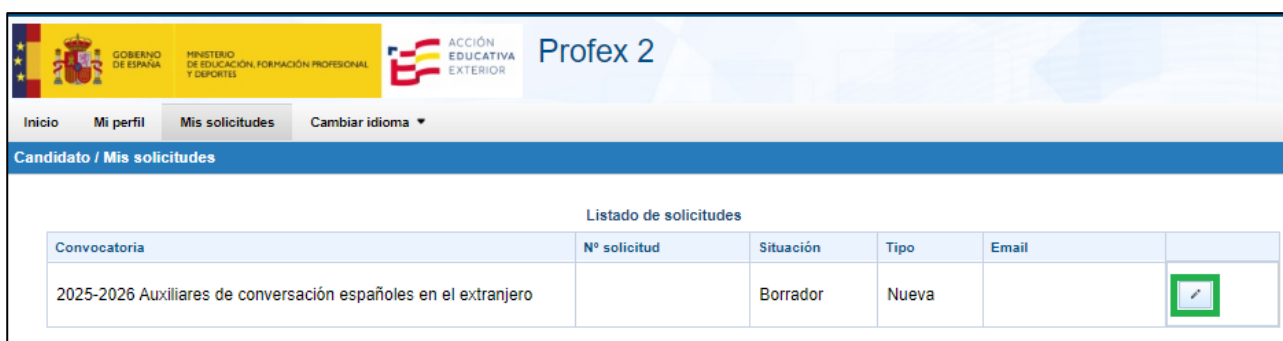 GOBIERNO
DE ESPAÑA
MINISTERIO
DE EDUCACIÓN, FORMACIÓN PROFESIONAL
Y DEPORTES
ACCIÓN
EDUCATIVA
EXTERIOR
Profex 2
Inicio Mi perfil Mis solicitudes Cambiar idioma
Candidato / Mis solicitudes
Listado de solicitudes
Convocatoria Nº solicitud Situación Tipo Email
2025-2026 Auxiliares de conversación españoles en el extranjero Borrador Nueva